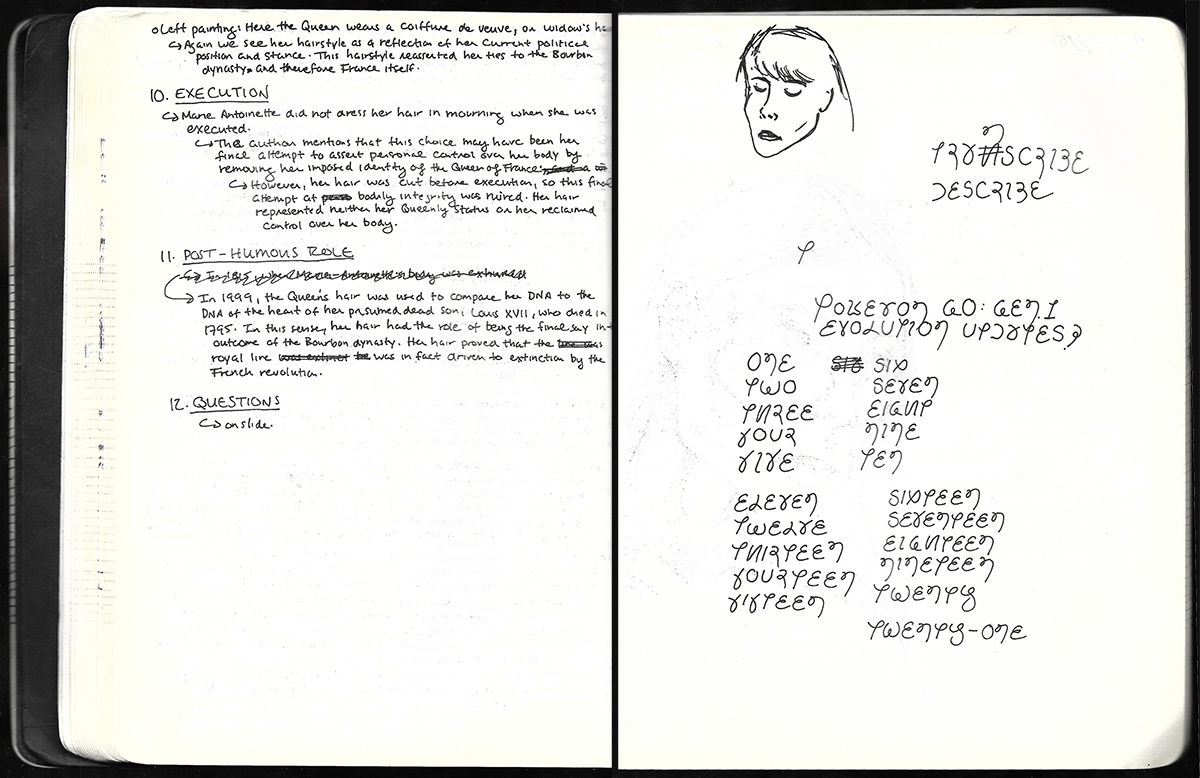 Left painting: Here the Queen wears a coiffure de veuve, or widow's
↳ Again we see her hairstyle as a reflection of her current political
position and stance. This hairstyle reasserted her ties to the Bourbon
dynasty and therefore France itself.
10. EXECUTION
↳ Marie Antoinette did not dress her hair in mourning when she was
executed.
↳ The author mentions that this choice may have been her
final attempt to assert personal control over her body by
removing her imposed identity of the Queen of France
↳ However, her hair was cut before execution, so this final
attempt at bodily integrity was ruined. Her hair
represented neither her Queenly status or her reclaimed
control over her body.
11. POST-HUMOUS ROLE
↳ In 1999, the Queen's hair was used to compare her DNA to the
DNA of the heart of her presumed dead son, Louis XVII, who died in
1795. In this sense, her hair had the role of being the final say in
outcome of the Bourbon dynasty. Her hair proved that the
royal line was in fact driven to extinction by the
French revolution.
12. QUESTIONS
↳ on slide.
TRANSCRIBE
DESCRIBE
T
POKEMON GO: GEN. 1
EVOLUTION UPDATES?
ONE
TWO
THREE
FOUR
FIVE
SIX
SEVEN
EIGHT
NINE
TEN
ELEVEN
TWELVE
THIRTEEN
FOURTEEN
FIFTEEN
SIXTEEN
SEVENTEEN
EIGHTEEN
NINETEEN
TWENTY
TWENTY-ONE